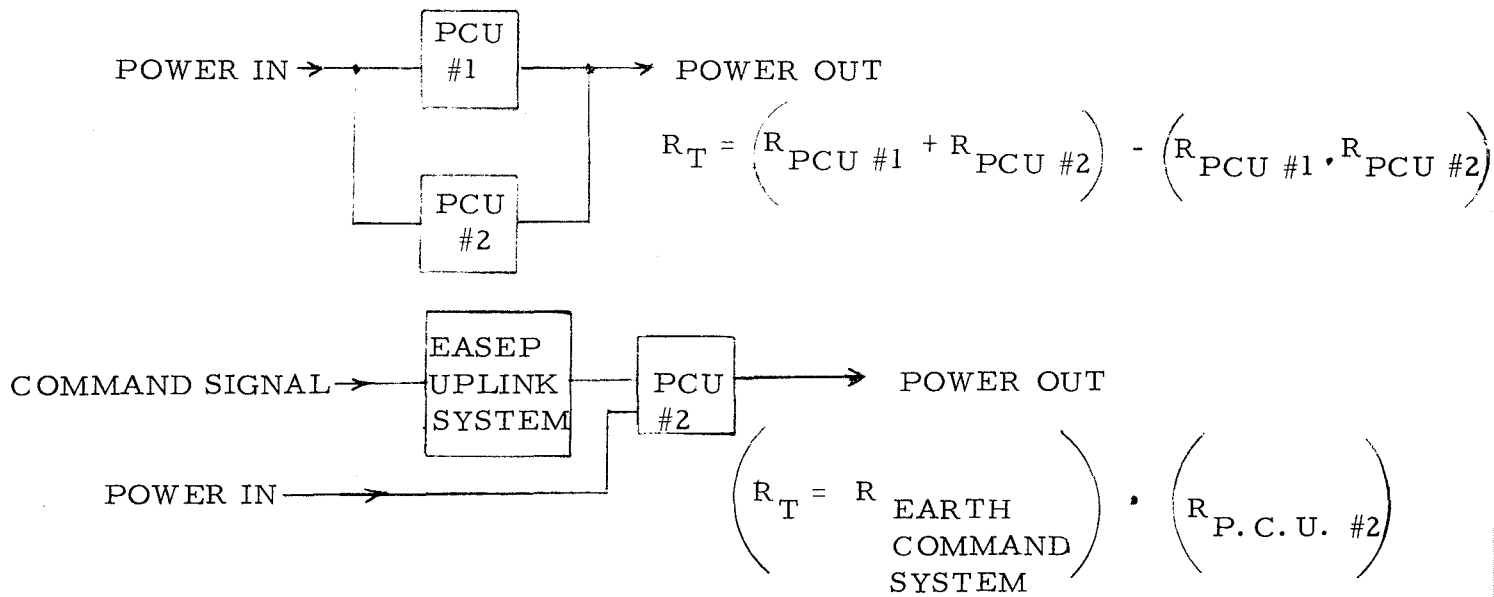 PCU
#1
POWER IN
POWER OUT
R_T = (R_PCU #1 + R_PCU #2) - (R_PCU #1 . R_PCU #2)
PCU
#2
EASEP
UPLINK
SYSTEM
COMMAND SIGNAL
PCU
#2
POWER OUT
POWER IN
(R_T = R_EARTH
COMMAND
SYSTEM) . (R_P.C.U. #2)